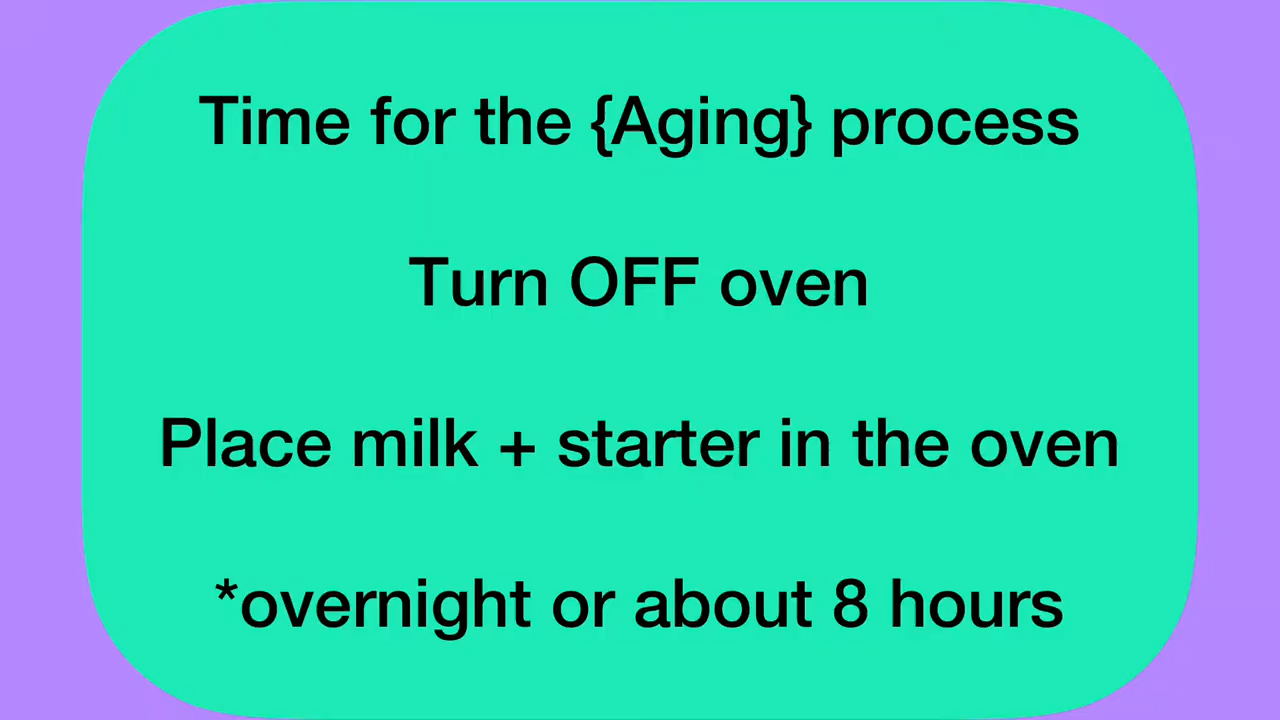 Time for the {Aging} process
Turn OFF oven
Place milk + starter in the oven
*overnight or about 8 hours